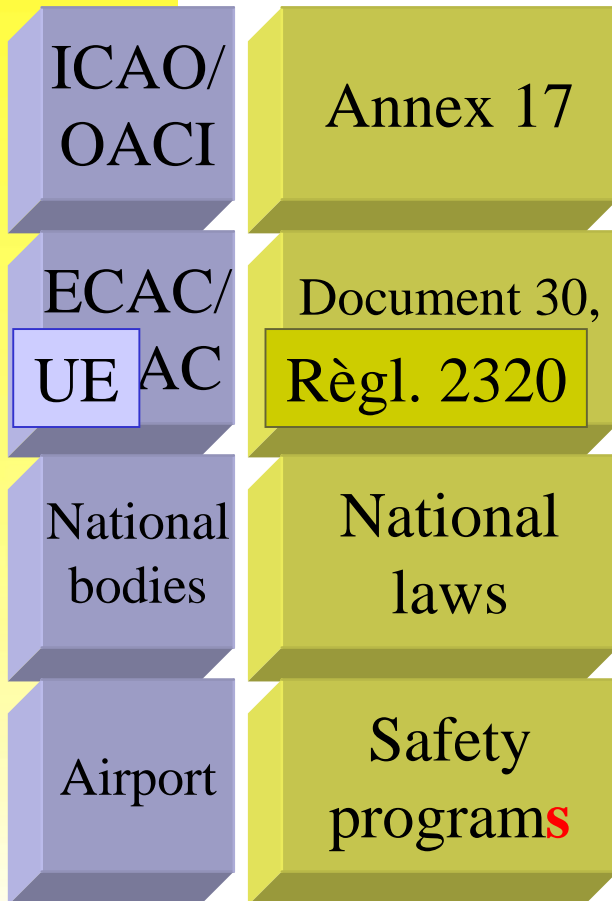 ICAO/
OACI
Annex 17
ECAC/
AC
UE
Document 30,
Règl. 2320
National
bodies
National
laws
Airport
Safety
programs